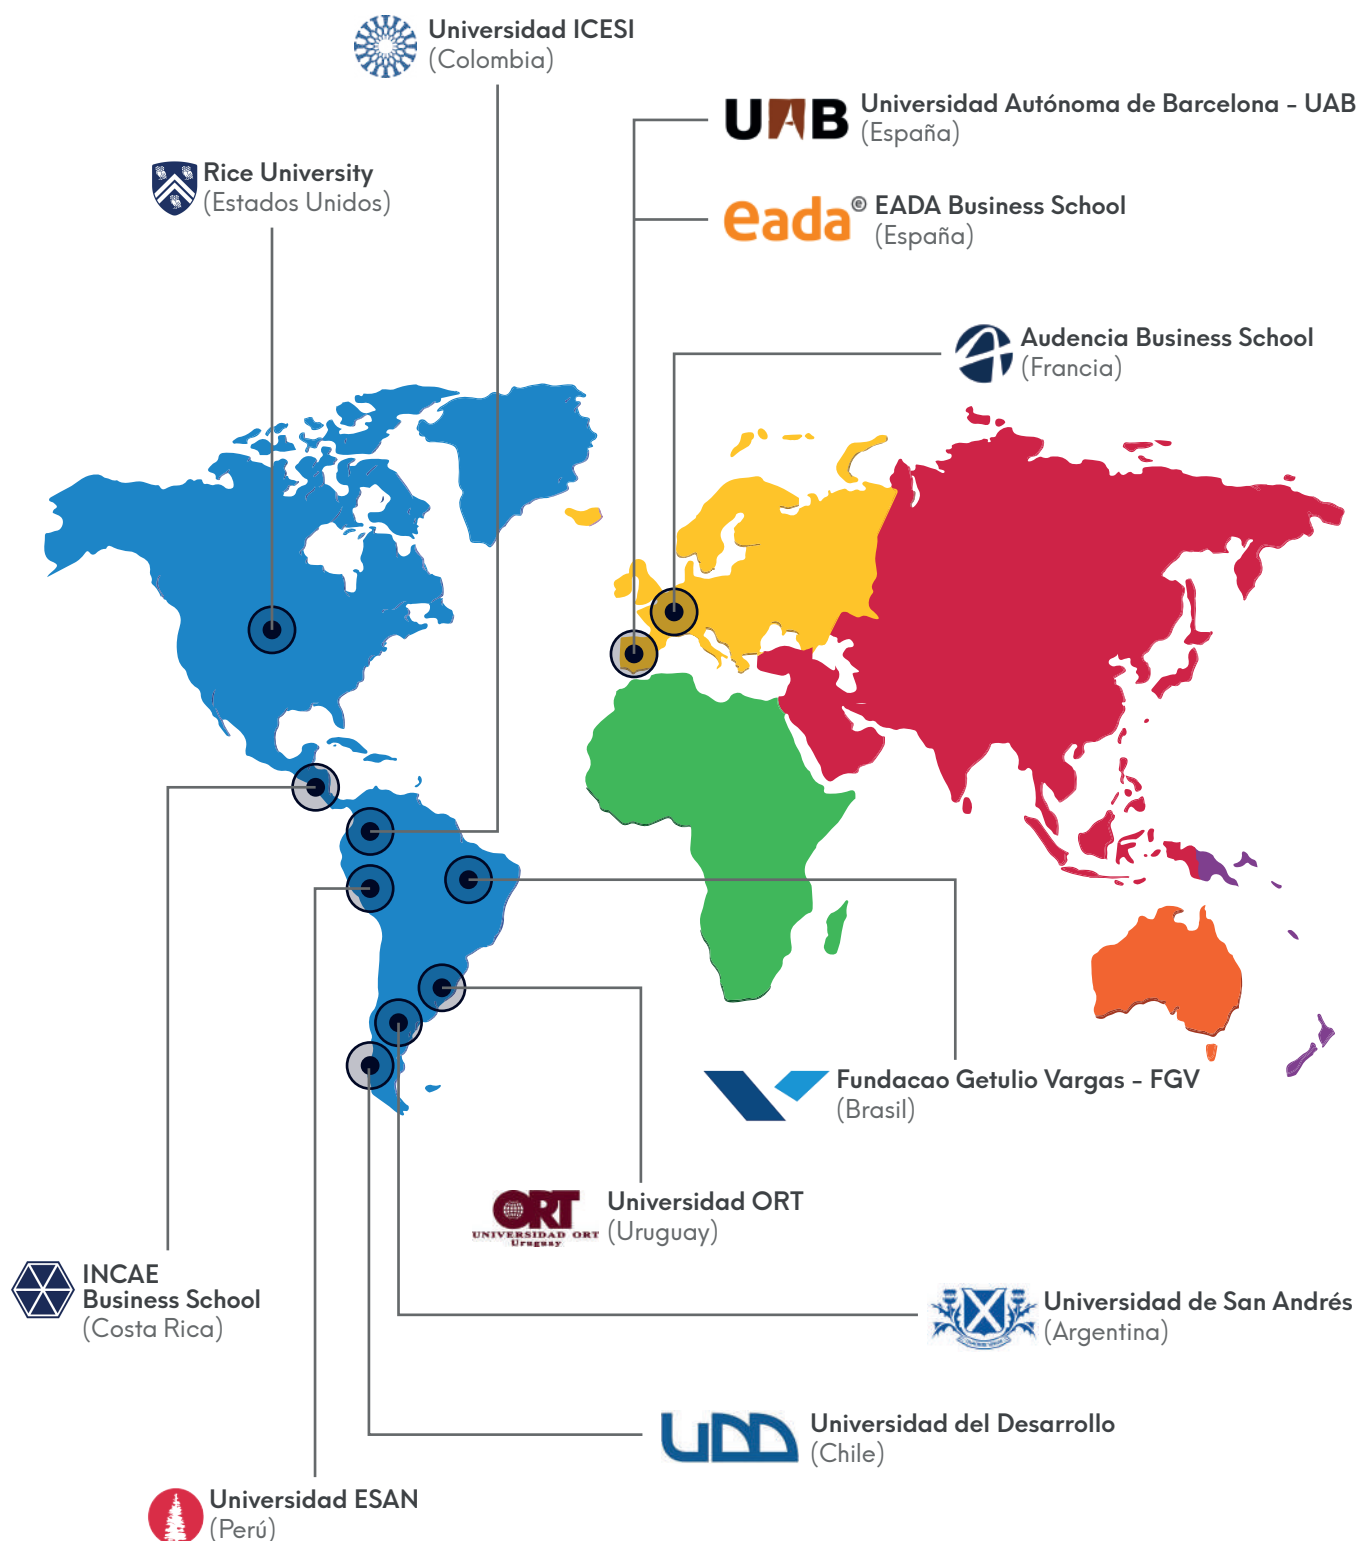 Universidad ICESI
(Colombia)
UAB
Universidad Autónoma de Barcelona - UAB
(España)
Rice University
(Estados Unidos)
eada®
EADA Business School
(España)
Audencia Business School
(Francia)
Fundacao Getulio Vargas - FGV
(Brasil)
ORT
UNIVERSIDAD ORT
Uruguay
Universidad ORT
(Uruguay)
INCAE
Business School
(Costa Rica)
Universidad de San Andrés
(Argentina)
UDD
Universidad del Desarrollo
(Chile)
Universidad ESAN
(Perú)